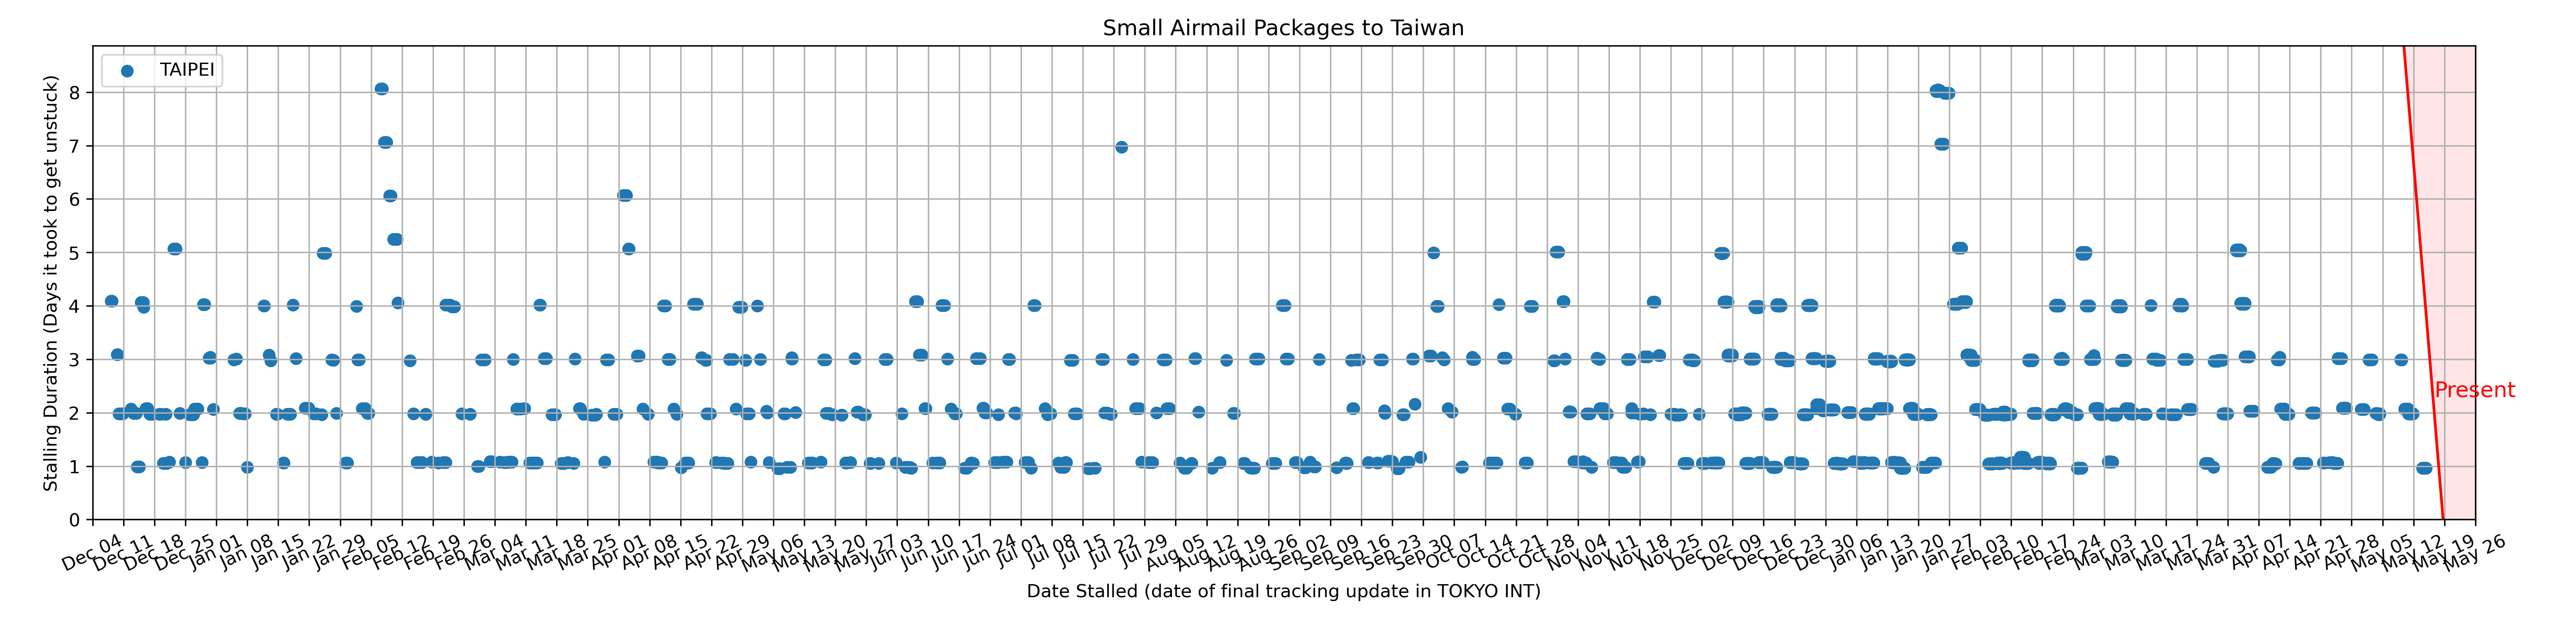 Small Airmail Packages to Taiwan
TAIPEI
Stalling Duration (Days it took to get unstuck)
8
7
6
5
4
3
2
1
0
Present
Dec 04 Dec 11 Dec 18 Dec 25 Jan 01 Jan 08 Jan 15 Jan 22 Jan 29 Feb 05 Feb 12 Feb 19 Feb 26 Mar 04 Mar 11 Mar 18 Mar 25 Apr 01 Apr 08 Apr 15 Apr 22 Apr 29 May 06 May 13 May 20 May 27 Jun 03 Jun 10 Jun 17 Jun 24 Jul 01 Jul 08 Jul 15 Jul 22 Jul 29 Aug 05 Aug 12 Aug 19 Aug 26 Sep 02 Sep 09 Sep 16 Sep 23 Sep 30 Oct 07 Oct 14 Oct 21 Oct 28 Nov 04 Nov 11 Nov 18 Nov 25 Dec 02 Dec 09 Dec 16 Dec 23 Dec 30 Jan 06 Jan 13 Jan 20 Jan 27 Feb 03 Feb 10 Feb 17 Feb 24 Mar 03 Mar 10 Mar 17 Mar 24 Mar 31 Apr 07 Apr 14 Apr 21 Apr 28 May 05 May 12 May 19 May 26
Date Stalled (date of final tracking update in TOKYO INT)